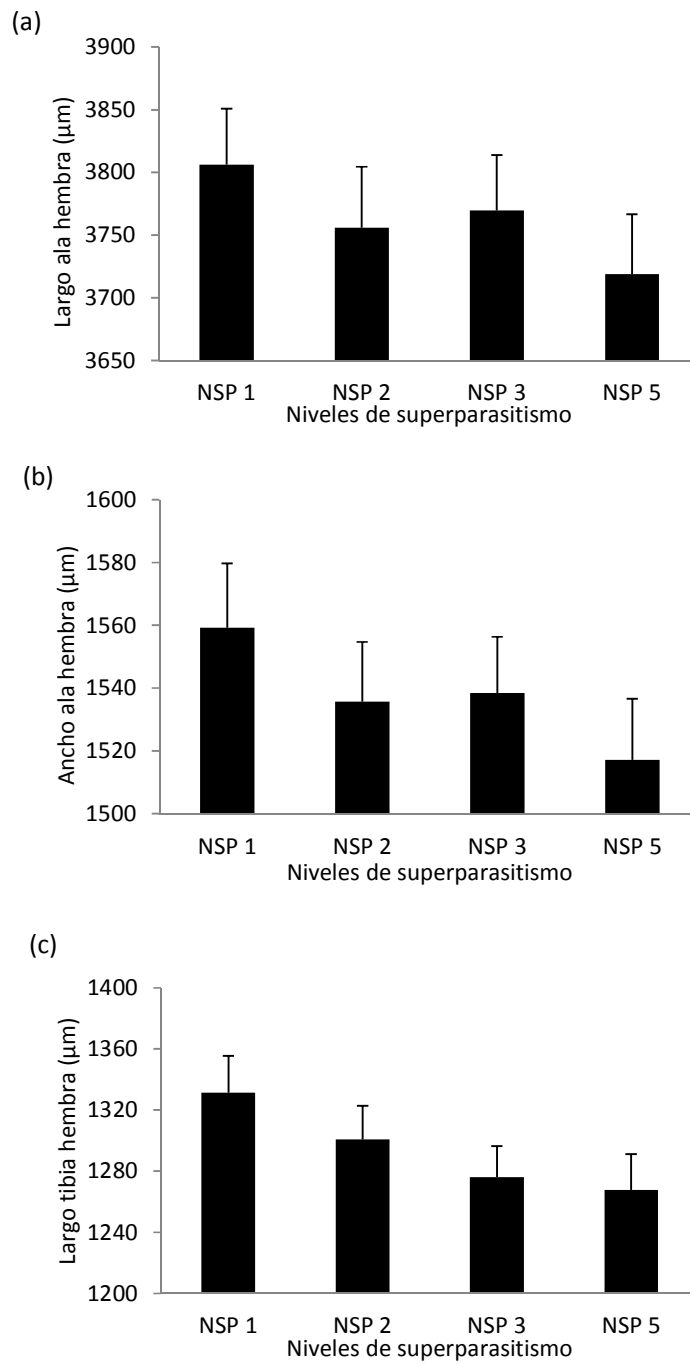 (a)
Largo ala hembra (µm)
3900
3850
3800
3750
3700
3650
NSP 1 NSP 2 NSP 3 NSP 5
Niveles de superparasitismo
(b)
Ancho ala hembra (µm)
1600
1580
1560
1540
1520
1500
NSP 1 NSP 2 NSP 3 NSP 5
Niveles de superparasitismo
(c)
Largo tibia hembra (µm)
1400
1360
1320
1280
1240
1200
NSP 1 NSP 2 NSP 3 NSP 5
Niveles de superparasitismo